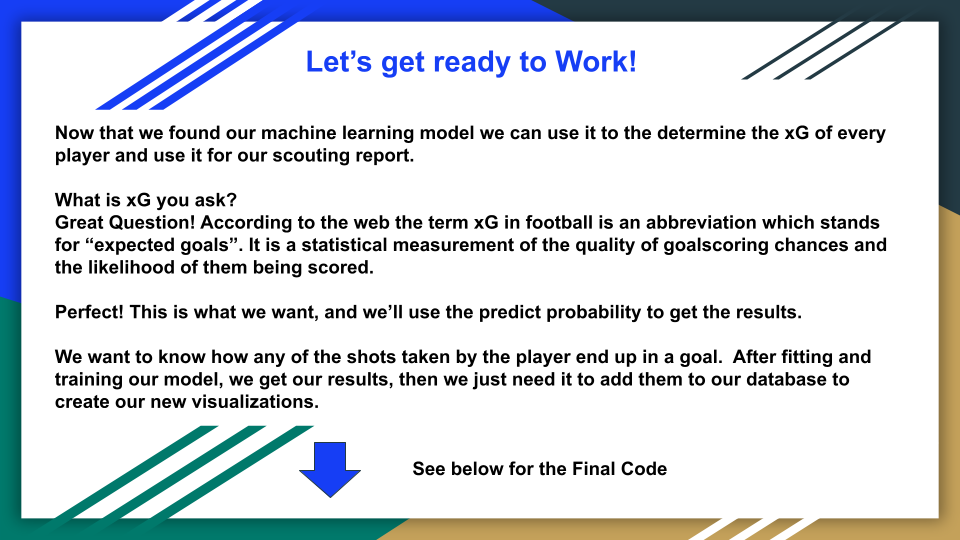 Let’s get ready to Work!
Now that we found our machine learning model we can use it to the determine the xG of every
player and use it for our scouting report.
What is xG you ask?
Great Question! According to the web the term xG in football is an abbreviation which stands
for “expected goals”. It is a statistical measurement of the quality of goalscoring chances and
the likelihood of them being scored.
Perfect! This is what we want, and we’ll use the predict probability to get the results.
We want to know how any of the shots taken by the player end up in a goal.  After fitting and
training our model, we get our results, then we just need it to add them to our database to
create our new visualizations.
See below for the Final Code